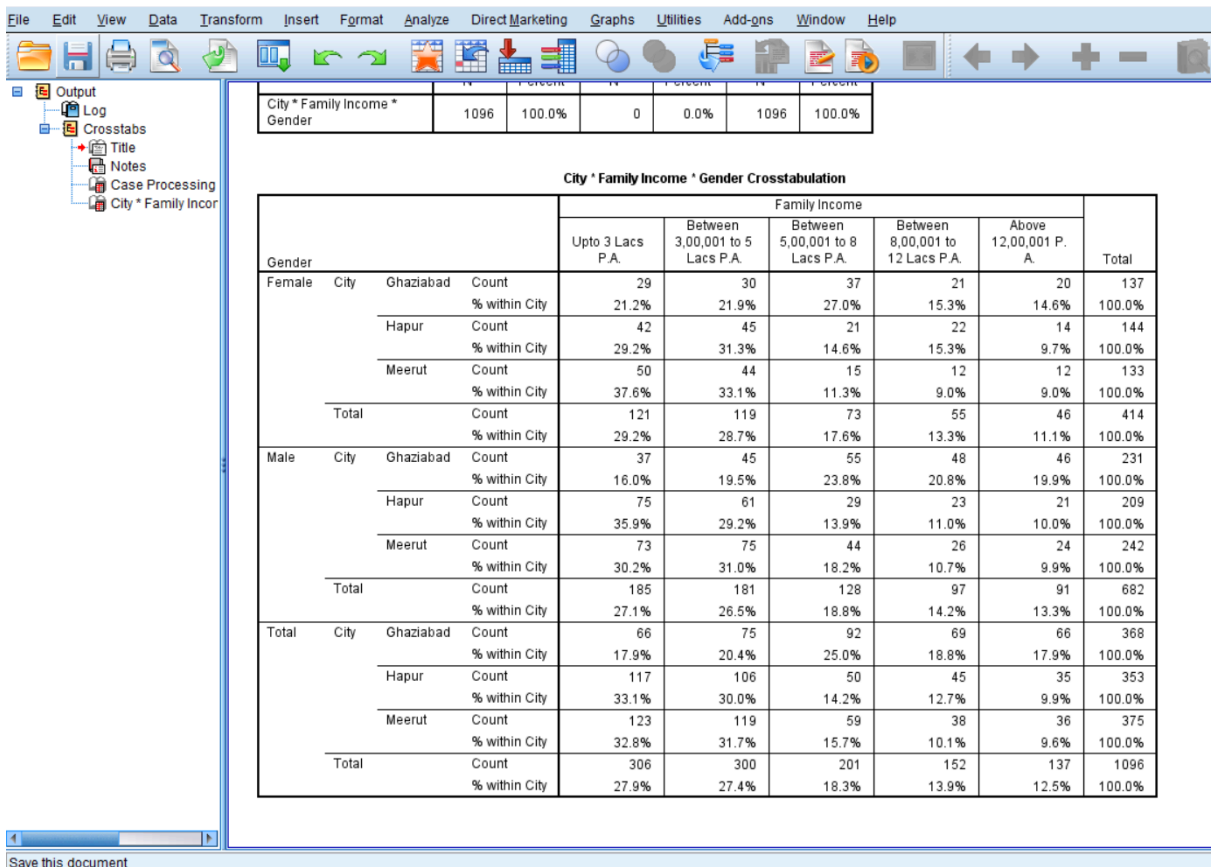 File Edit View Data Transform Insert Format Analyze Direct Marketing Graphs Utilities Add-ons Window Help
Output
Log
Crosstabs
Title
Notes
Case Processing
City * Family Incor
N Percent N Percent N Percent
City * Family Income * Gender 1096 100.0% 0 0.0% 1096 100.0%
City * Family Income * Gender Crosstabulation
Family Income
Gender Upto 3 Lacs P.A. Between 3,00,001 to 5 Lacs P.A. Between 5,00,001 to 8 Lacs P.A. Between 8,00,001 to 12 Lacs P.A. Above 12,00,001 P. A. Total
Female City Ghaziabad Count 29 30 37 21 20 137
% within City 21.2% 21.9% 27.0% 15.3% 14.6% 100.0%
Hapur Count 42 45 21 22 14 144
% within City 29.2% 31.3% 14.6% 15.3% 9.7% 100.0%
Meerut Count 50 44 15 12 12 133
% within City 37.6% 33.1% 11.3% 9.0% 9.0% 100.0%
Total Count 121 119 73 55 46 414
% within City 29.2% 28.7% 17.6% 13.3% 11.1% 100.0%
Male City Ghaziabad Count 37 45 55 48 46 231
% within City 16.0% 19.5% 23.8% 20.8% 19.9% 100.0%
Hapur Count 75 61 29 23 21 209
% within City 35.9% 29.2% 13.9% 11.0% 10.0% 100.0%
Meerut Count 73 75 44 26 24 242
% within City 30.2% 31.0% 18.2% 10.7% 9.9% 100.0%
Total Count 185 181 128 97 91 682
% within City 27.1% 26.5% 18.8% 14.2% 13.3% 100.0%
Total City Ghaziabad Count 66 75 92 69 66 368
% within City 17.9% 20.4% 25.0% 18.8% 17.9% 100.0%
Hapur Count 117 106 50 45 35 353
% within City 33.1% 30.0% 14.2% 12.7% 9.9% 100.0%
Meerut Count 123 119 59 38 36 375
% within City 32.8% 31.7% 15.7% 10.1% 9.6% 100.0%
Total Count 306 300 201 152 137 1096
% within City 27.9% 27.4% 18.3% 13.9% 12.5% 100.0%
Save this document